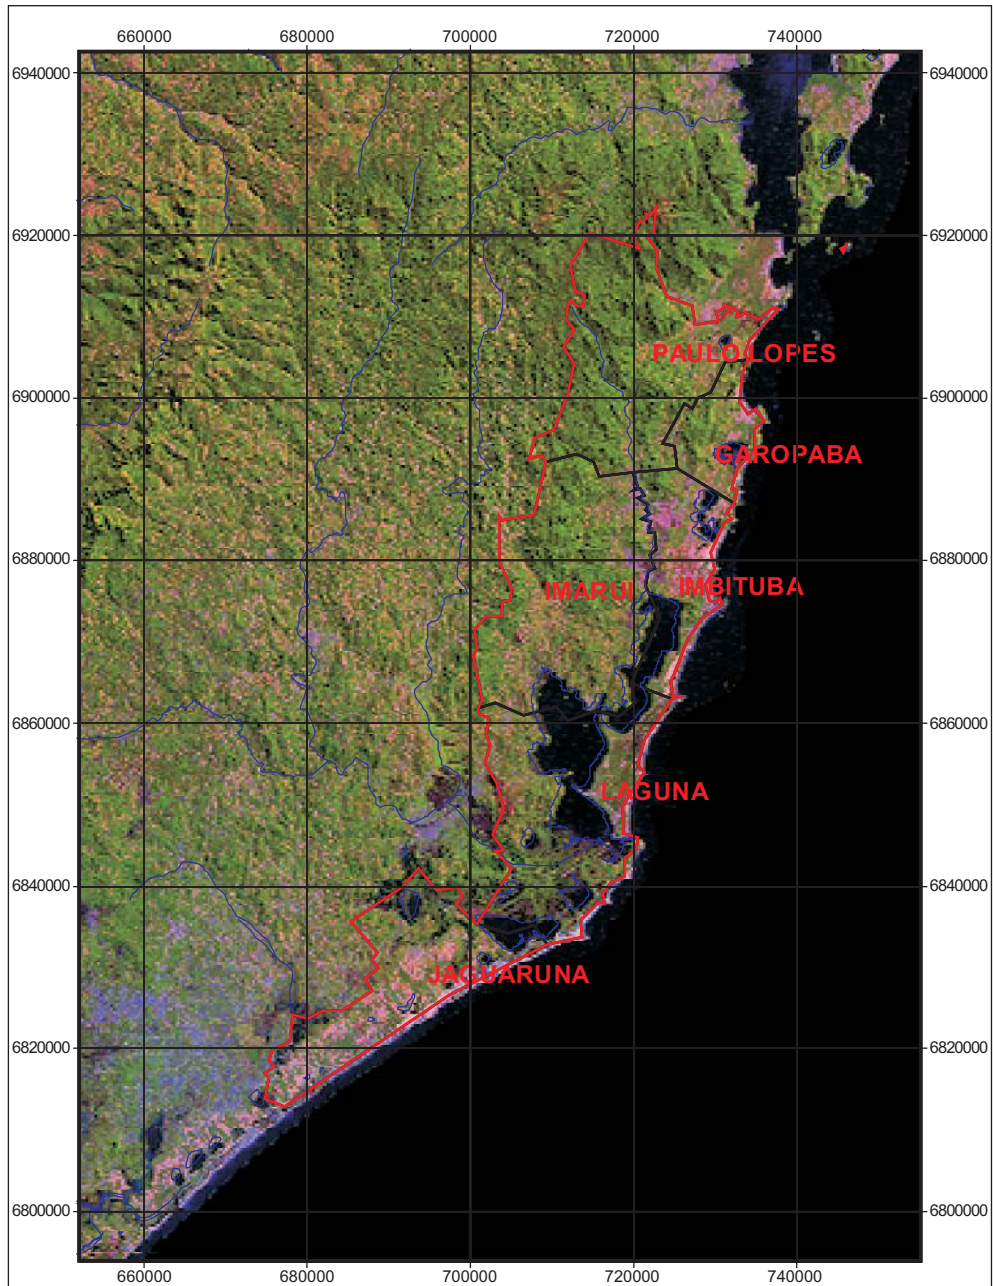 660000 680000 700000 720000 740000
6940000 6940000
6920000 6920000
PAULO LOPES
6900000 6900000
GAROPABA
6880000 6880000
IMARUI IMBITUBA
6860000 6860000
LAGUNA
6840000 6840000
JAGUARUNA
6820000 6820000
6800000 6800000
660000 680000 700000 720000 740000